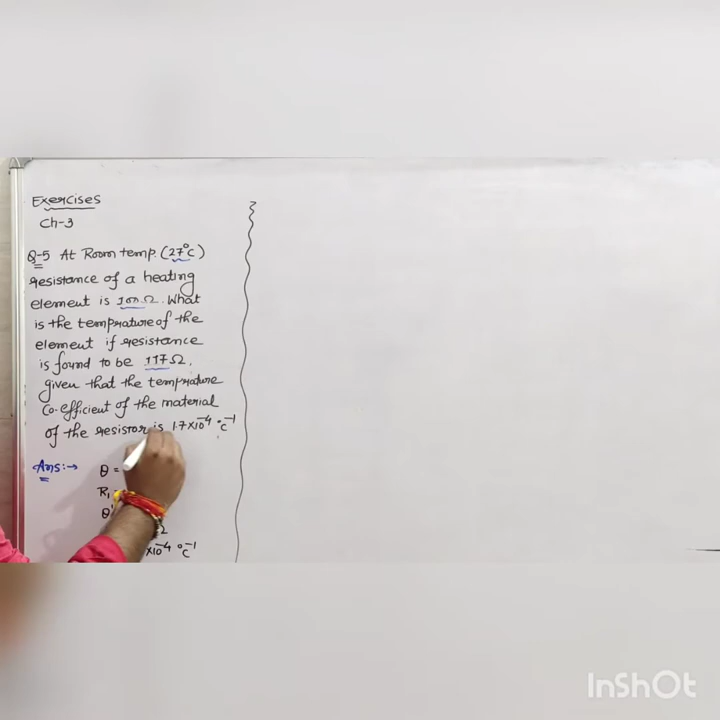 Exercises
Ch-3
Q-5 At Room temp. (27°C)
resistance of a heating
element is 100 Ω. What
is the temprature of the
element if resistance
is found to be 117 Ω,
given that the temprature
Co-efficient of the material
of the resistor is 1.7×10⁻⁴ °C⁻¹
Ans:→ θ =
R₁
θ'
Ω
×10⁻⁴ °C⁻¹
InShOt